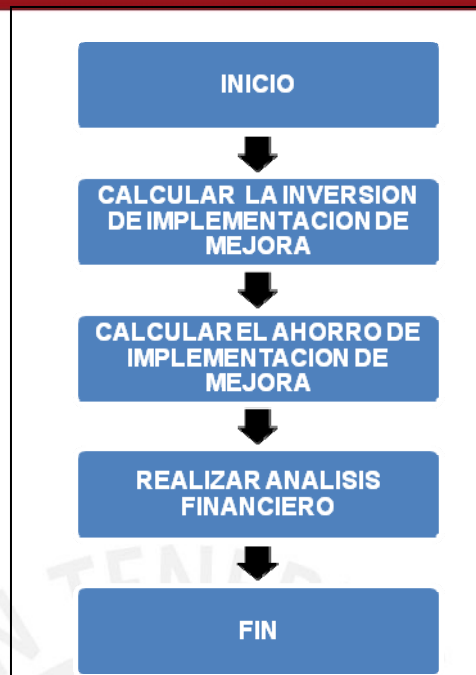 INICIO
CALCULAR LA INVERSION
DE IMPLEMENTACION DE
MEJORA
CALCULAR EL AHORRO DE
IMPLEMENTACION DE
MEJORA
REALIZAR ANALISIS
FINANCIERO
FIN